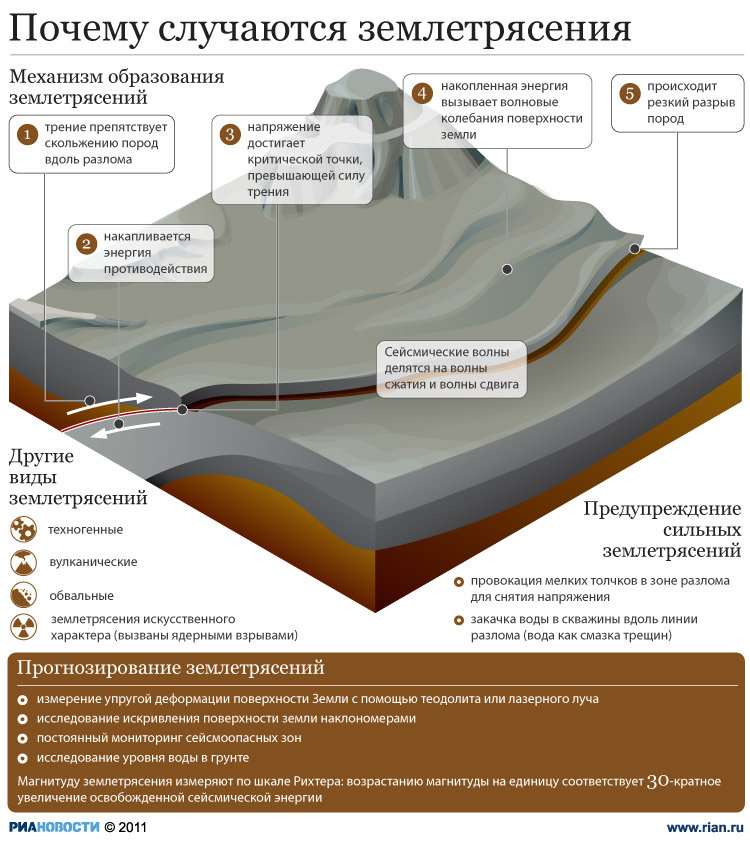 Почему случаются землетрясения
Механизм образования
землетрясений
1
трение препятствует
скольжению пород
вдоль разлома
2
накапливается
энергия
противодействия
3
напряжение
достигает
критической точки,
превышающей силу
трения
4
накопленная энергия
вызывает волновые
колебания поверхности
земли
5
происходит
резкий разрыв
пород
Сейсмические волны
делятся на волны
сжатия и волны сдвига
Другие
виды
землетрясений
техногенные
вулканические
обвальные
землетрясения искусственного
характера (вызваны ядерными взрывами)
Предупреждение
сильных
землетрясений
провокация мелких толчков в зоне разлома
для снятия напряжения
закачка воды в скважины вдоль линии
разлома (вода как смазка трещин)
Прогнозирование землетрясений
измерение упругой деформации поверхности Земли с помощью теодолита или лазерного луча
исследование искривления поверхности земли наклономерами
постоянный мониторинг сейсмоопасных зон
исследование уровня воды в грунте
Магнитуду землетрясения измеряют по шкале Рихтера: возрастанию магнитуды на единицу соответствует 30-кратное
увеличение освобожденной сейсмической энергии
РИАНОВОСТИ © 2011
www.rian.ru